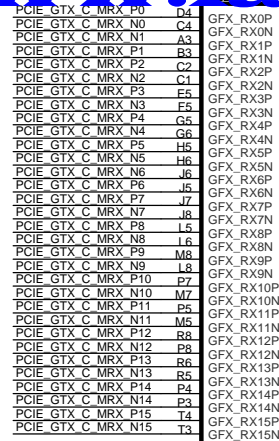 PCIE_GTX_C_MRX_P0 D4 GFX_RX0P
PCIE_GTX_C_MRX_N0 C4 GFX_RX0N
PCIE_GTX_C_MRX_N1 A3 GFX_RX1P
PCIE_GTX_C_MRX_P1 B3 GFX_RX1N
PCIE_GTX_C_MRX_P2 C2 GFX_RX2P
PCIE_GTX_C_MRX_N2 C1 GFX_RX2N
PCIE_GTX_C_MRX_P3 E5 GFX_RX3P
PCIE_GTX_C_MRX_N3 F5 GFX_RX3N
PCIE_GTX_C_MRX_P4 G5 GFX_RX4P
PCIE_GTX_C_MRX_N4 G6 GFX_RX4N
PCIE_GTX_C_MRX_P5 H5 GFX_RX5P
PCIE_GTX_C_MRX_N5 H6 GFX_RX5N
PCIE_GTX_C_MRX_N6 J6 GFX_RX6P
PCIE_GTX_C_MRX_P6 J5 GFX_RX6N
PCIE_GTX_C_MRX_P7 J7 GFX_RX7P
PCIE_GTX_C_MRX_N7 J8 GFX_RX7N
PCIE_GTX_C_MRX_P8 L5 GFX_RX8P
PCIE_GTX_C_MRX_N8 L6 GFX_RX8N
PCIE_GTX_C_MRX_P9 M8 GFX_RX9P
PCIE_GTX_C_MRX_N9 L8 GFX_RX9N
PCIE_GTX_C_MRX_P10 P7 GFX_RX10P
PCIE_GTX_C_MRX_N10 M7 GFX_RX10N
PCIE_GTX_C_MRX_P11 P5 GFX_RX11P
PCIE_GTX_C_MRX_N11 M5 GFX_RX11N
PCIE_GTX_C_MRX_P12 R8 GFX_RX12P
PCIE_GTX_C_MRX_N12 P8 GFX_RX12N
PCIE_GTX_C_MRX_P13 R6 GFX_RX13P
PCIE_GTX_C_MRX_N13 R5 GFX_RX13N
PCIE_GTX_C_MRX_P14 P4 GFX_RX14P
PCIE_GTX_C_MRX_N14 P3 GFX_RX14N
PCIE_GTX_C_MRX_P15 T4 GFX_RX15P
PCIE_GTX_C_MRX_N15 T3 GFX_RX15N